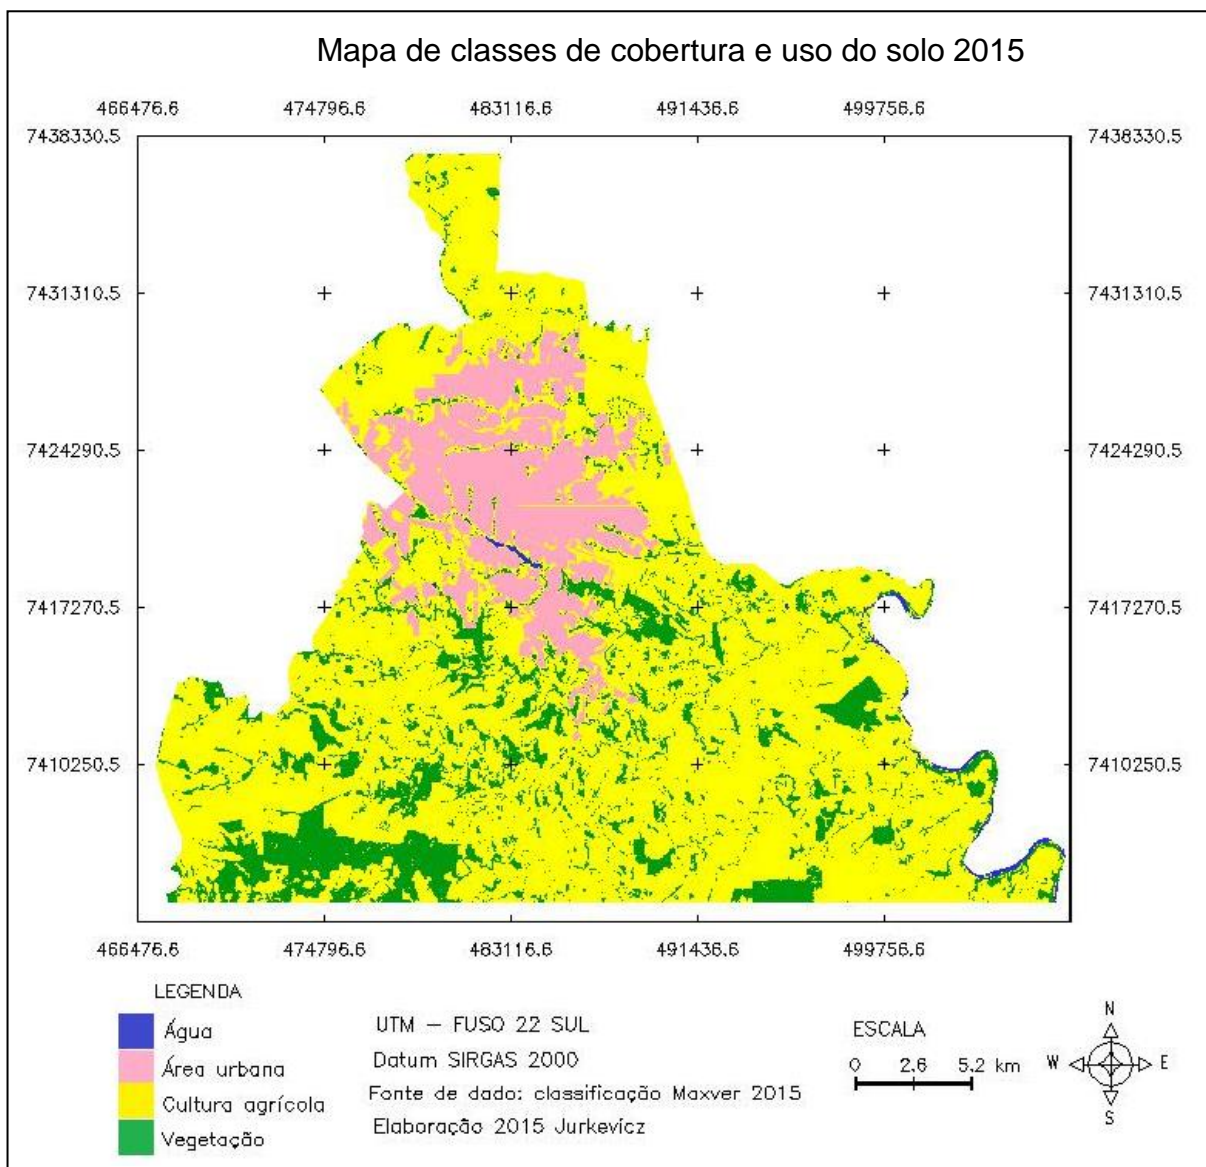 Mapa de classes de cobertura e uso do solo 2015
466476.6 474796.6 483116.6 491436.6 499756.6
7438330.5 7438330.5
7431310.5 7431310.5
7424290.5 7424290.5
7417270.5 7417270.5
7410250.5 7410250.5
466476.6 474796.6 483116.6 491436.6 499756.6
LEGENDA
Água
Área urbana
Cultura agrícola
Vegetação
UTM – FUSO 22 SUL
Datum SIRGAS 2000
Fonte de dado: classificação Maxver 2015
Elaboração 2015 Jurkevicz
ESCALA
0 2.6 5.2 km
N
W E
S